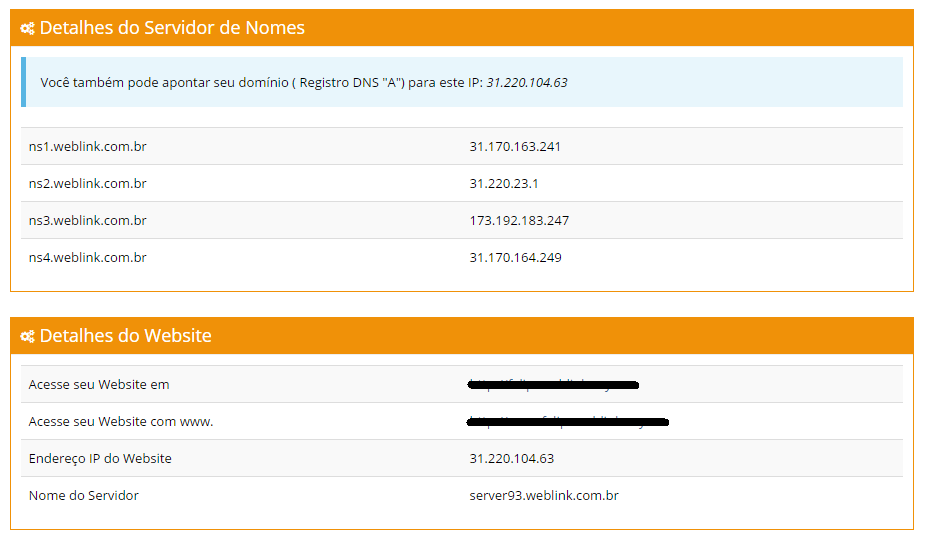 Detalhes do Servidor de Nomes
Você também pode apontar seu domínio ( Registro DNS "A") para este IP: 31.220.104.63
ns1.weblink.com.br 31.170.163.241
ns2.weblink.com.br 31.220.23.1
ns3.weblink.com.br 173.192.183.247
ns4.weblink.com.br 31.170.164.249
Detalhes do Website
Acesse seu Website em
Acesse seu Website com www.
Endereço IP do Website 31.220.104.63
Nome do Servidor server93.weblink.com.br